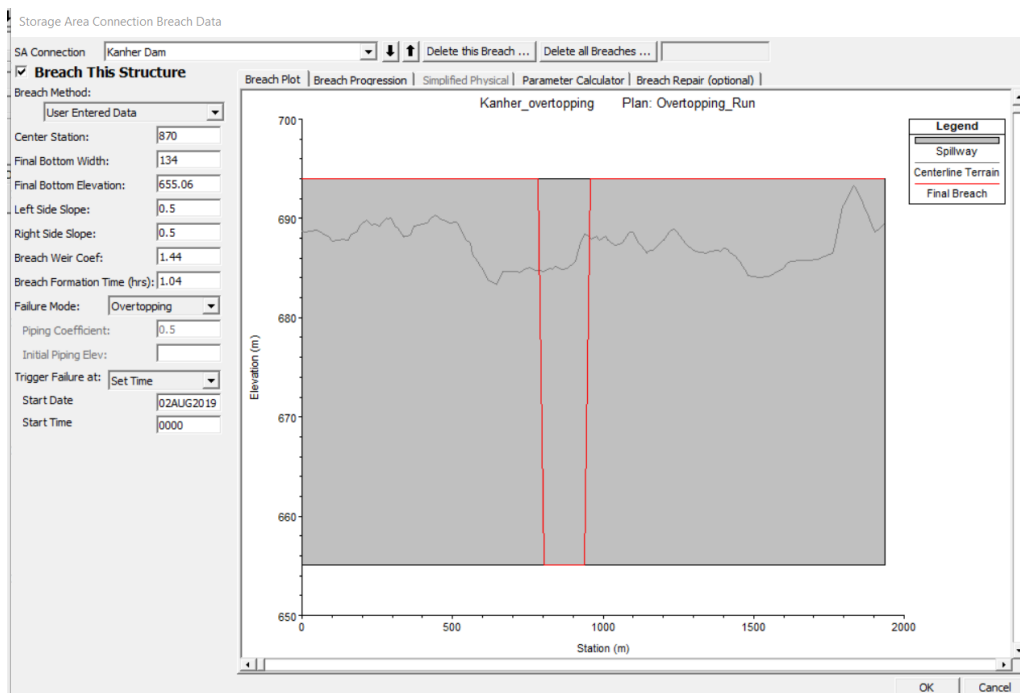 Storage Area Connection Breach Data
SA Connection Kanher Dam Delete this Breach ... Delete all Breaches ...
Breach This Structure
Breach Method:
User Entered Data
Center Station: 870
Final Bottom Width: 134
Final Bottom Elevation: 655.06
Left Side Slope: 0.5
Right Side Slope: 0.5
Breach Weir Coef: 1.44
Breach Formation Time (hrs): 1.04
Failure Mode: Overtopping
Piping Coefficient: 0.5
Initial Piping Elev:
Trigger Failure at: Set Time
Start Date 02AUG2019
Start Time 0000
Breach Plot Breach Progression Simplified Physical Parameter Calculator Breach Repair (optional)
Kanher_overtopping Plan: Overtopping_Run
Legend
Spillway
Centerline Terrain
Final Breach
700
690
680
670
660
650
Elevation (m)
0 500 1000 1500 2000
Station (m)
OK Cancel